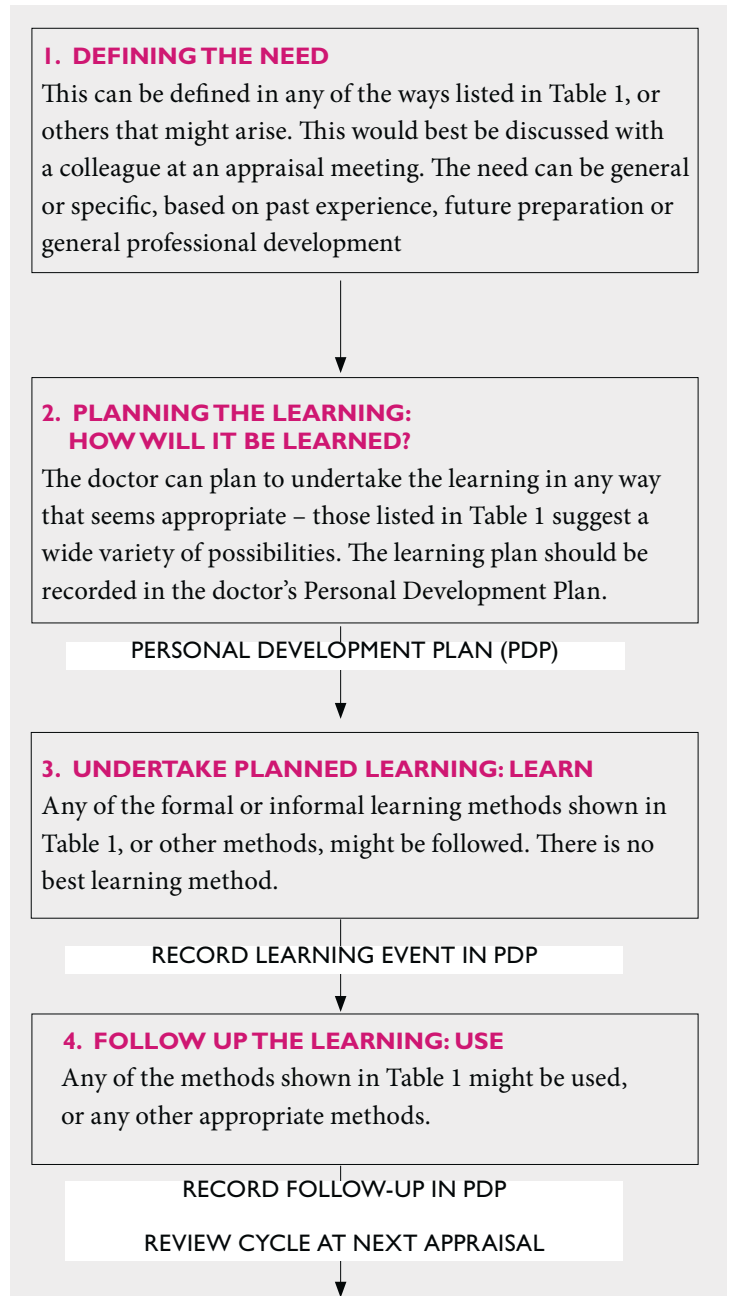 1. DEFINING THE NEED
This can be defined in any of the ways listed in Table 1, or
others that might arise. This would best be discussed with
a colleague at an appraisal meeting. The need can be general
or specific, based on past experience, future preparation or
general professional development
2. PLANNING THE LEARNING:
HOW WILL IT BE LEARNED?
The doctor can plan to undertake the learning in any way
that seems appropriate – those listed in Table 1 suggest a
wide variety of possibilities. The learning plan should be
recorded in the doctor’s Personal Development Plan.
PERSONAL DEVELOPMENT PLAN (PDP)
3. UNDERTAKE PLANNED LEARNING: LEARN
Any of the formal or informal learning methods shown in
Table 1, or other methods, might be followed. There is no
best learning method.
RECORD LEARNING EVENT IN PDP
4. FOLLOW UP THE LEARNING: USE
Any of the methods shown in Table 1 might be used,
or any other appropriate methods.
RECORD FOLLOW-UP IN PDP
REVIEW CYCLE AT NEXT APPRAISAL